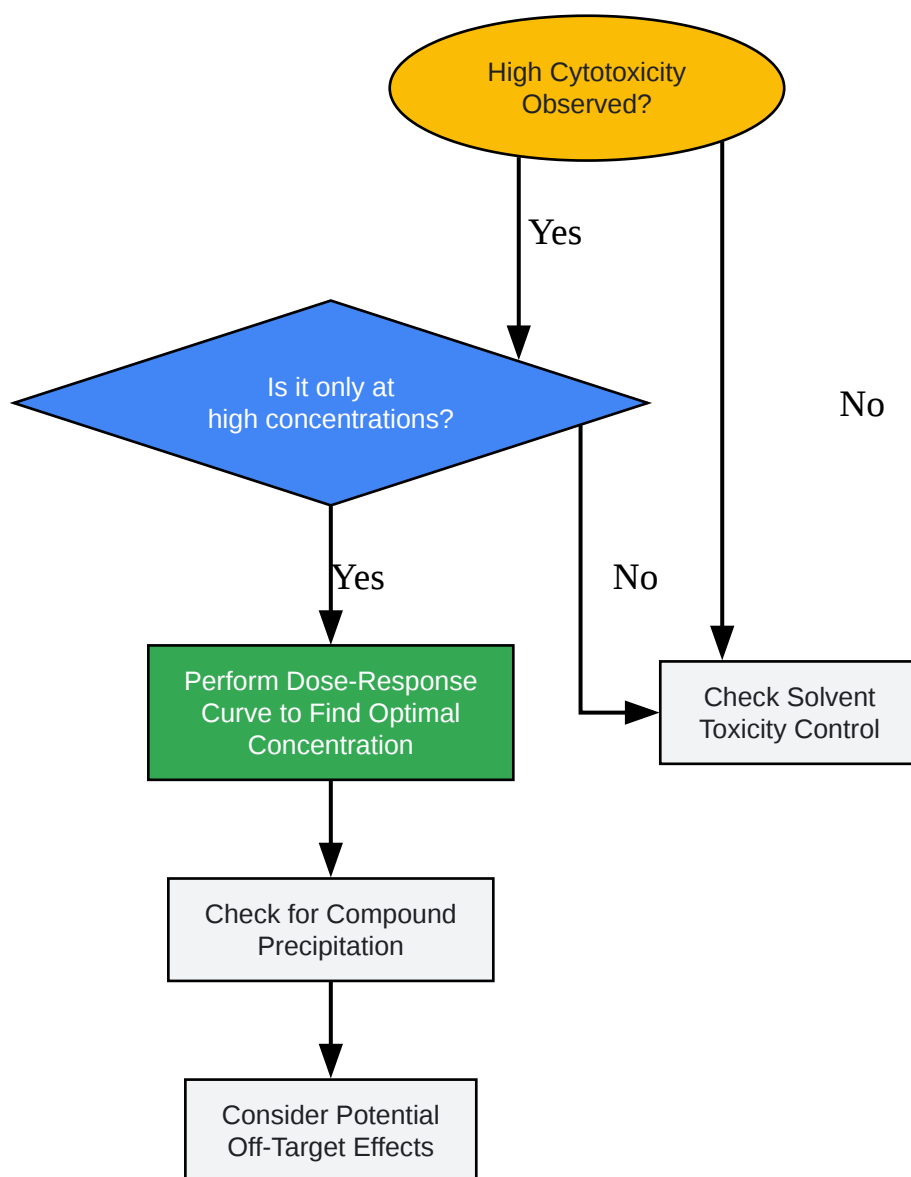 High Cytotoxicity
Observed?
Yes
Is it only at
high concentrations?
No
Yes
No
Perform Dose-Response
Curve to Find Optimal
Concentration
Check Solvent
Toxicity Control
Check for Compound
Precipitation
Consider Potential
Off-Target Effects